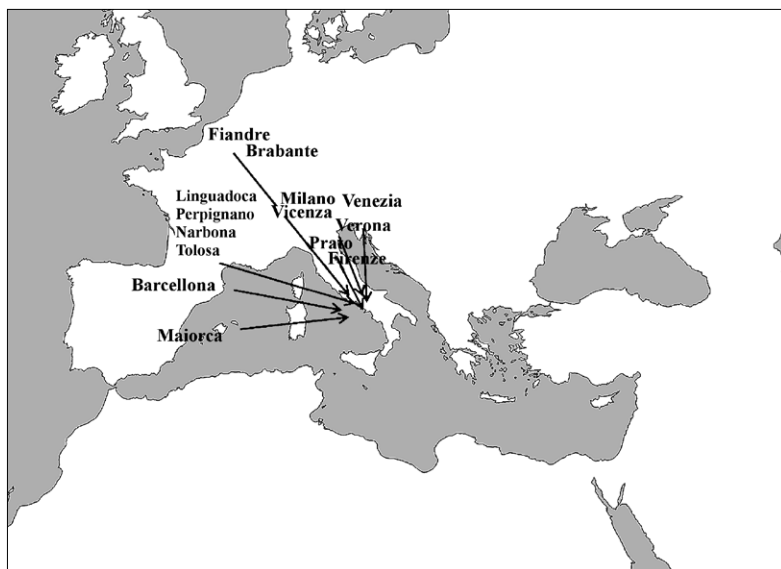 Fiandre
Brabante
Linguadoca
Perpignano
Narbona
Tolosa
Milano
Vicenza
Venezia
Verona
Prato
Firenze
Barcellona
Maiorca